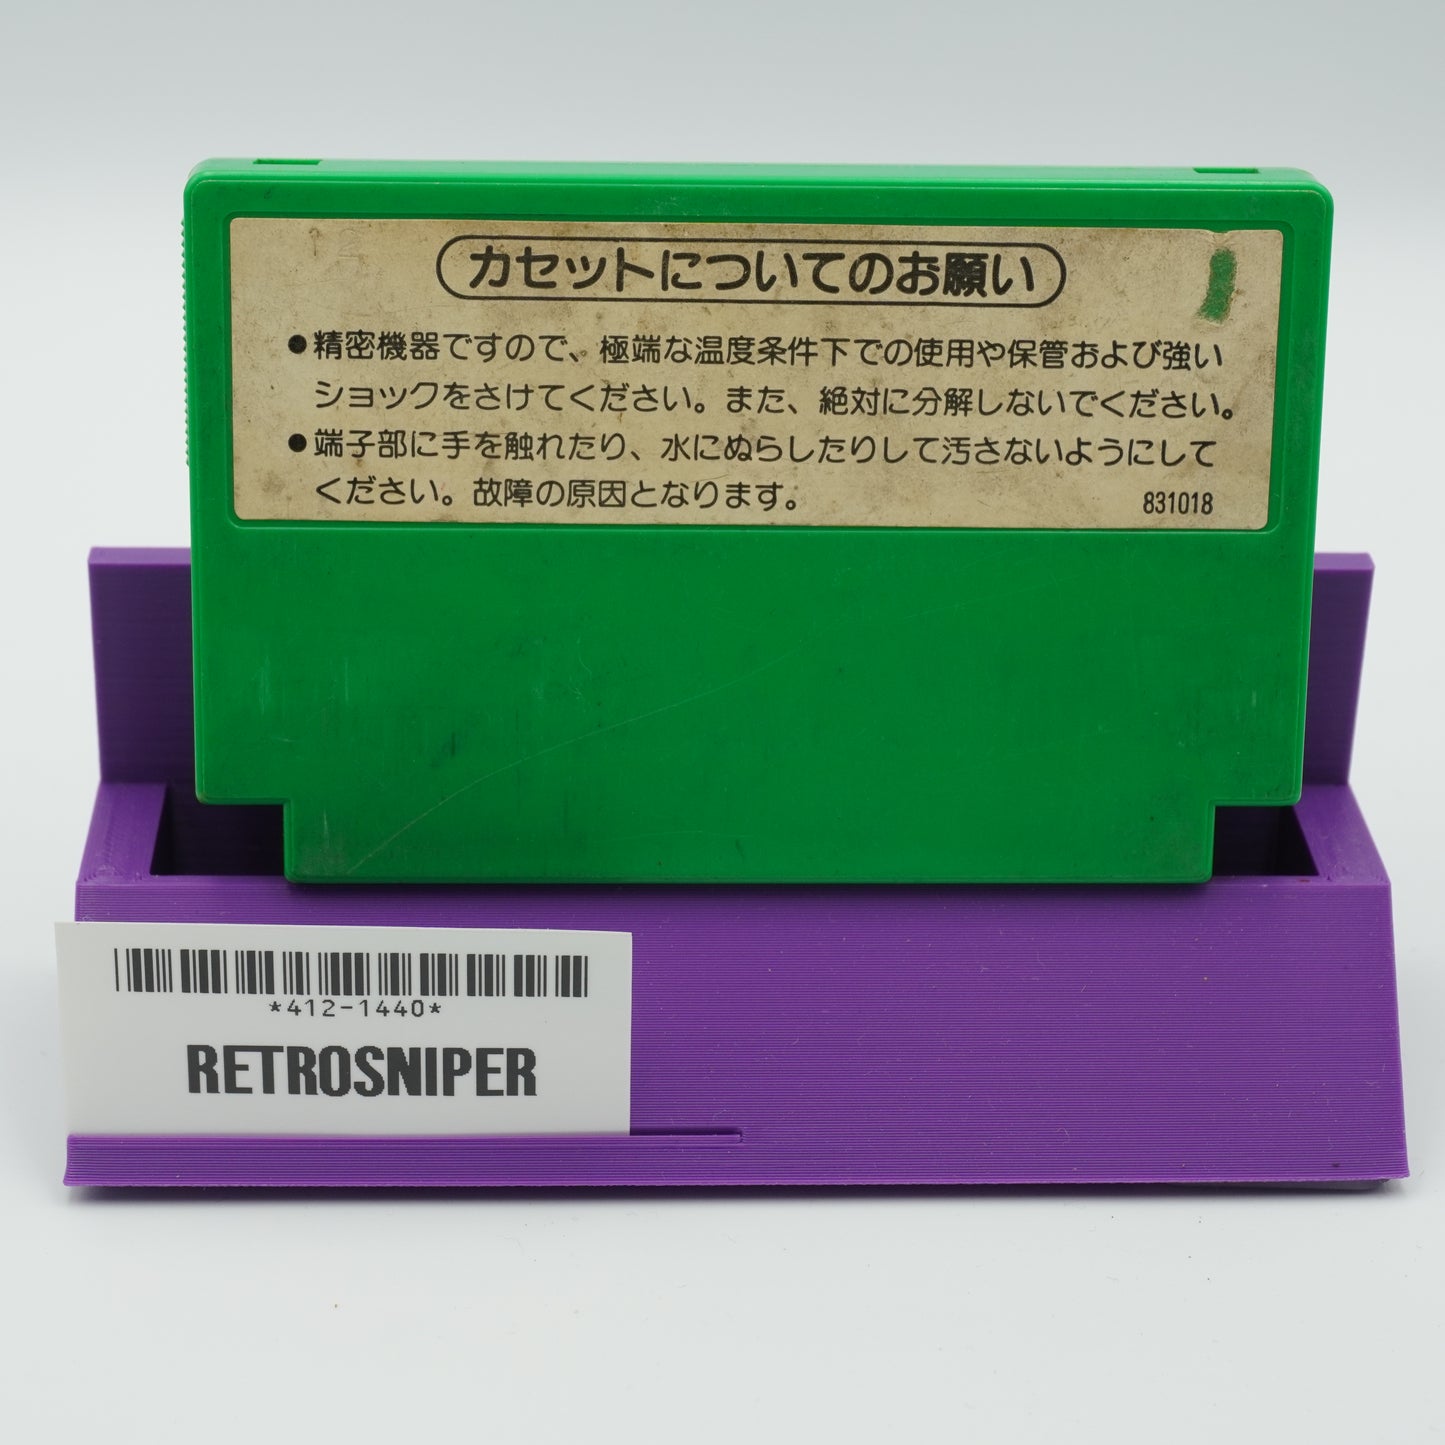 カセットについてのお願い
●精密機器ですので、極端な温度条件下での使用や保管および強い
ショックをさけてください。また、絶対に分解しないでください。
●端子部に手を触れたり、水にぬらしたりして汚さないようにして
ください。故障の原因となります。
831018
*412-1440*
RETROSNIPER